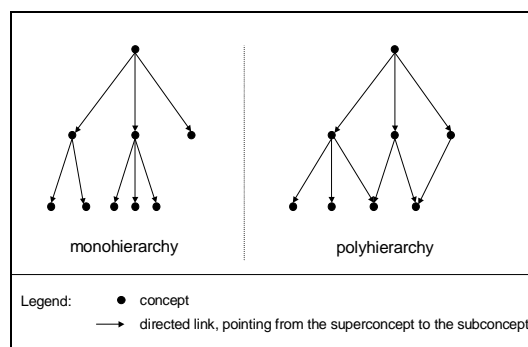 monohierarchy
polyhierarchy
Legend:
concept
directed link, pointing from the superconcept to the subconcept